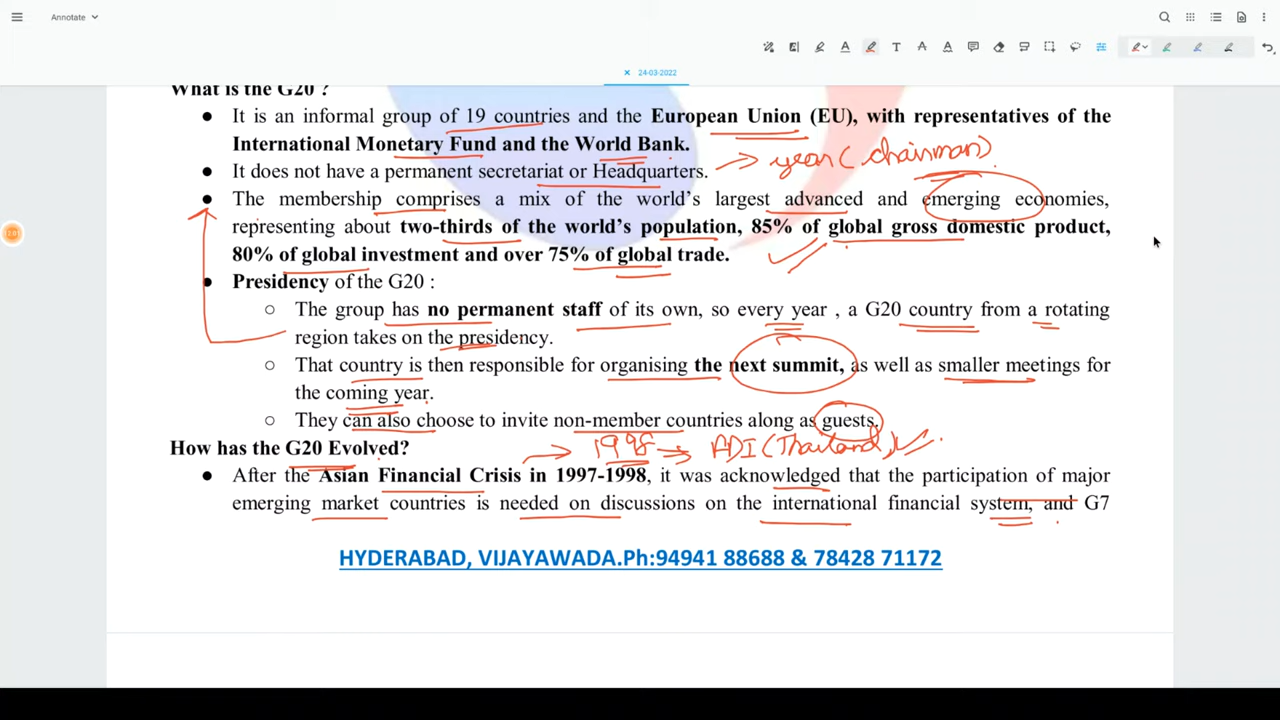 Annotate
24-03-2022
What is the G20 ?
● It is an informal group of 19 countries and the European Union (EU), with representatives of the
International Monetary Fund and the World Bank.
→ year ( chairman)
● It does not have a permanent secretariat or Headquarters.
● The membership comprises a mix of the world's largest advanced and emerging economies,
representing about two-thirds of the world's population, 85% of global gross domestic product,
80% of global investment and over 75% of global trade.
● Presidency of the G20 :
○ The group has no permanent staff of its own, so every year , a G20 country from a rotating
region takes on the presidency.
○ That country is then responsible for organising the next summit, as well as smaller meetings for
the coming year.
○ They can also choose to invite non-member countries along as guests.
How has the G20 Evolved?
→ 1998 → (Thailand)
● After the Asian Financial Crisis in 1997-1998, it was acknowledged that the participation of major
emerging market countries is needed on discussions on the international financial system, and G7
HYDERABAD, VIJAYAWADA.Ph:94941 88688 & 78428 71172